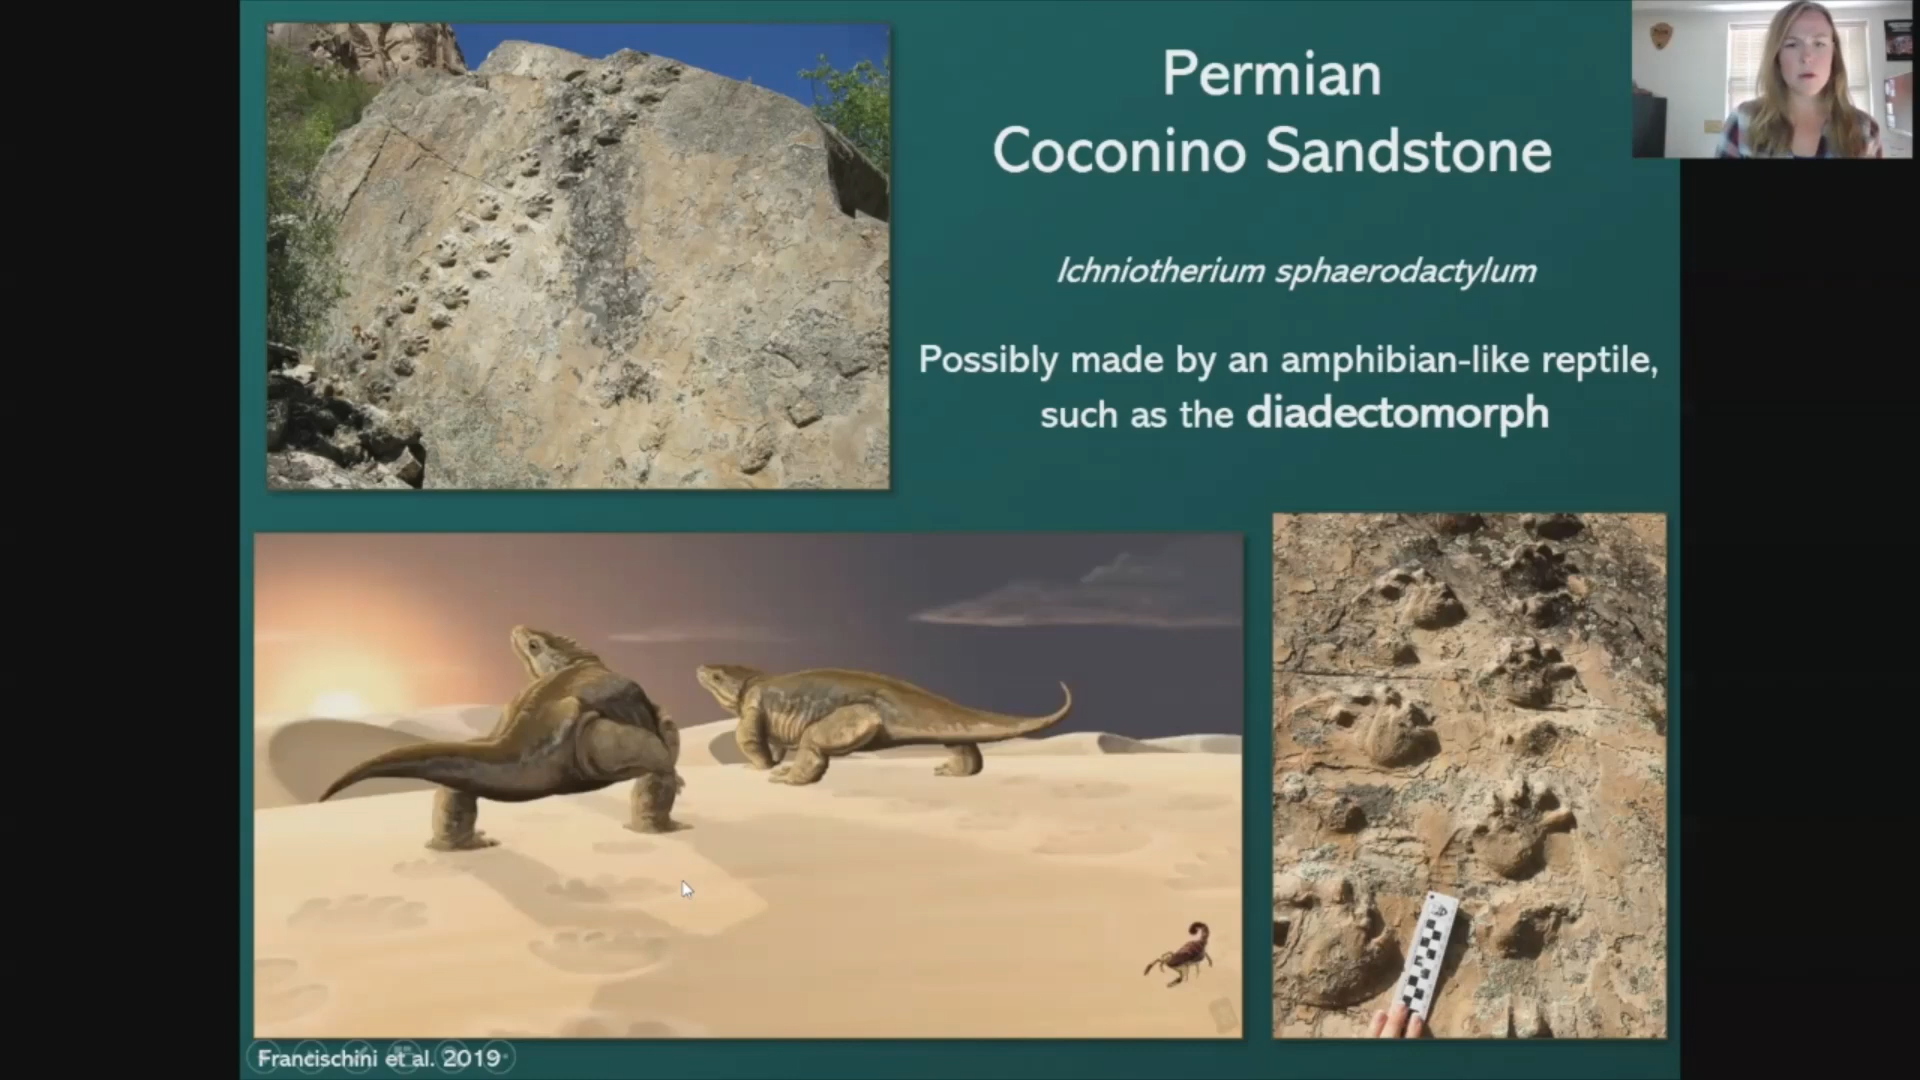 Permian
Coconino Sandstone
Ichniotherium sphaerodactylum
Possibly made by an amphibian-like reptile,
such as the diadectomorph
Francischini et al. 2019